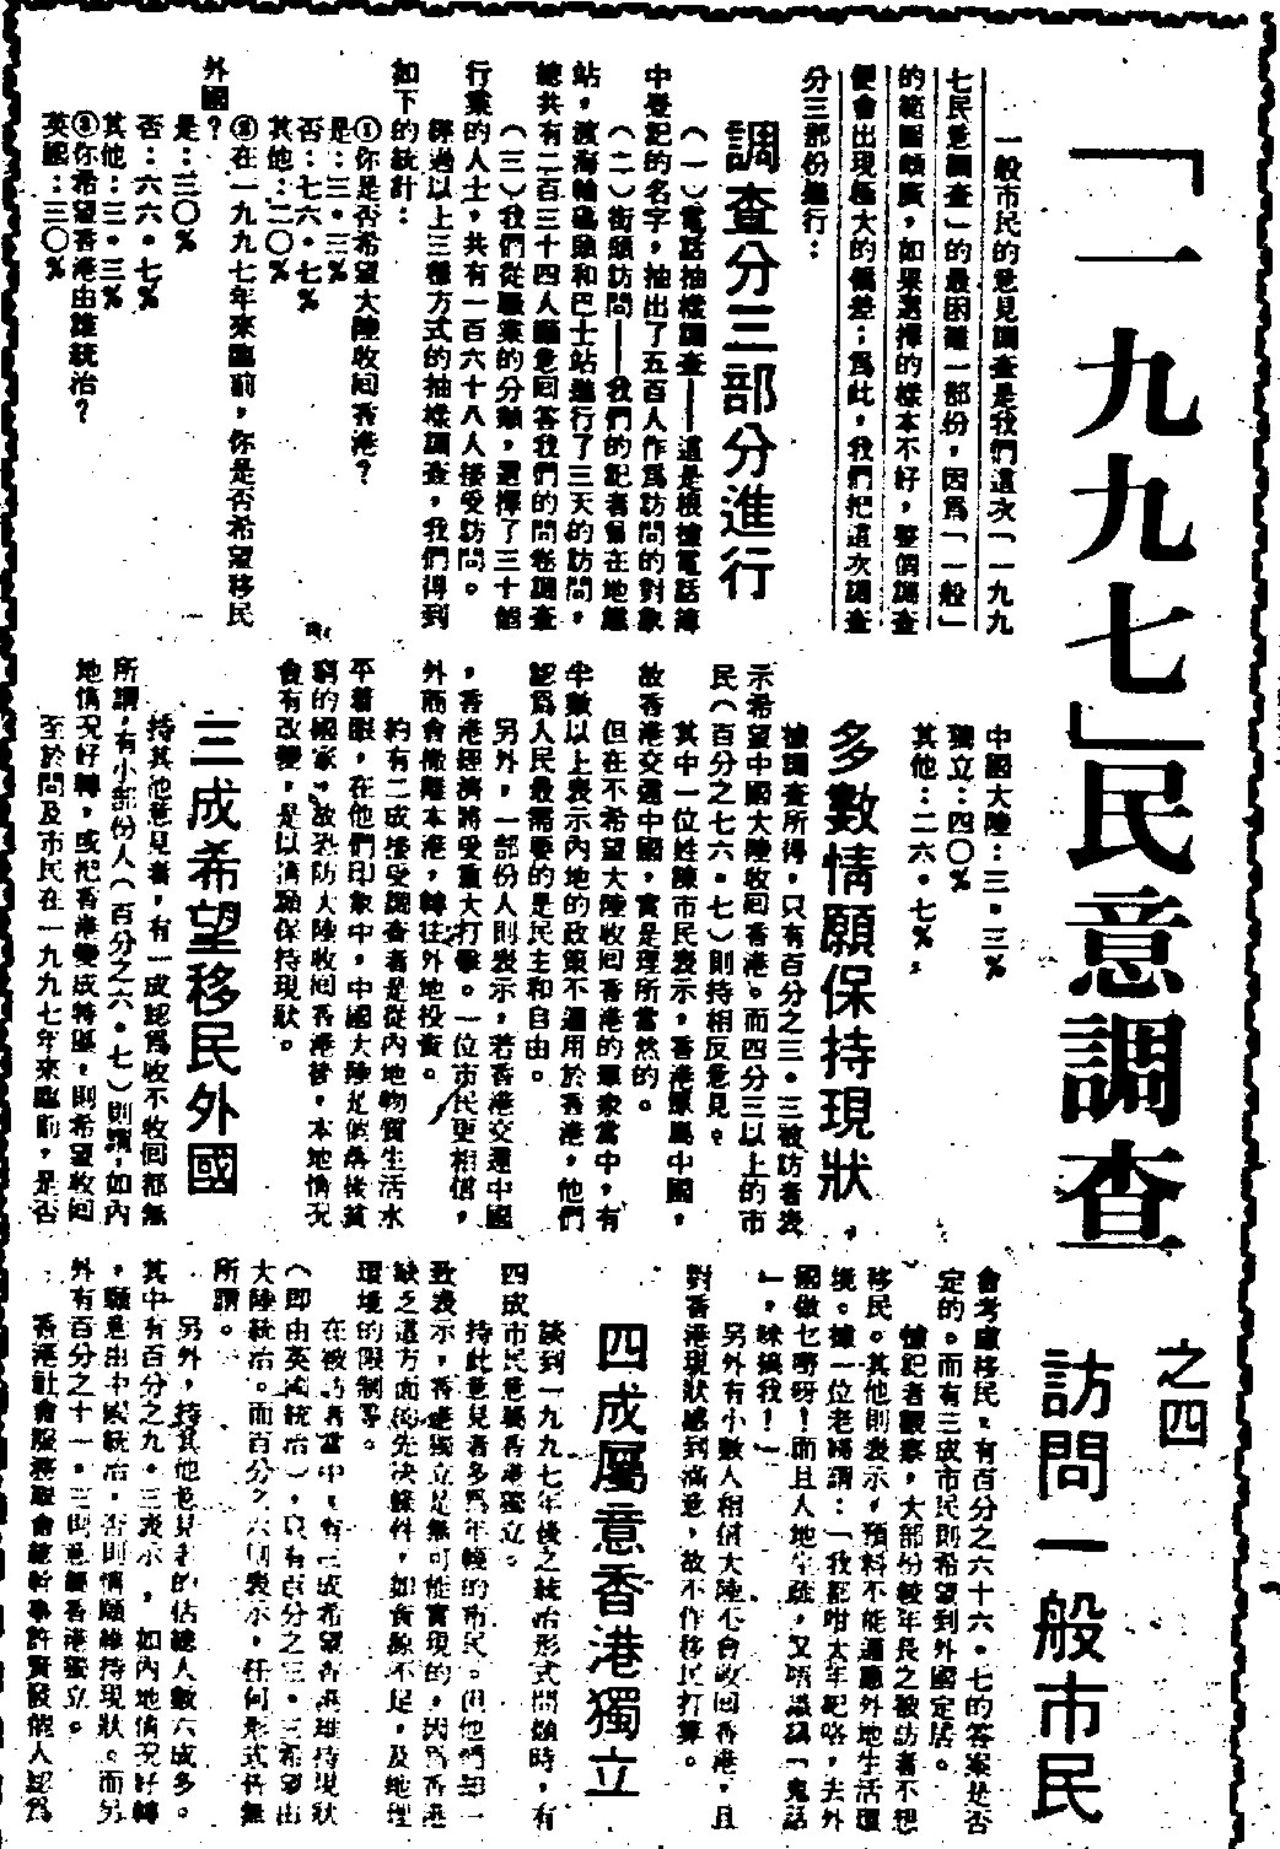 「一九九七」民意調查
之四
訪問一般市民
一般市民的意見調查是我們這次「一九九
七民意調查」的最困難一部份，因爲「一般」
的範圍頗廣，如果選擇的樣本不好，整個調查
便會出現極大的偏差；爲此，我們把這次調查
分三部份進行：
調查分三部分進行
（一）電話抽樣調查——這是根據電話簿
中登記的名字，抽出了五百人作爲訪問的對象
（二）街頭訪問——我們的記者曾在地鐵
站，渡海輪碼頭和巴士站進行了三天的訪問，
總共有二百三十四人願意回答我們的問卷調查
（三）我們從職業的分類，選擇了三十餘
行業的人士，共有一百六十八人接受訪問。
經過以上三種方式的抽樣調查，我們得到
如下的統計：
①你是否希望大陸收回香港？
是：三・三%
否：七六・七%
其他：二〇%
②在一九九七年來臨前，你是否希望移民
外國？
是：三〇%
否：六六・七%
其他：三・三%
③你希望香港由誰統治？
英國：三〇%
中國大陸：三・三%
獨立：四〇%
其他：二六・七%
多數情願保持現狀
據調查所得，只有百分之三・三被訪者表
示希望中國大陸收回香港。而四分三以上的市
民（百分之七六・七）則持相反意見。
其中一位姓陳市民表示，香港原屬中國，
故香港交還中國，實是理所當然的。
但在不希望大陸收回香港的羣衆當中，有
半數以上表示內地的政策不適用於香港，他們
認爲人民最需要的是民主和自由。
另外，一部份人則表示，若香港交還中國
，香港經濟將受重大打擊。一位市民更相信，
外商會撤離本港，轉往外地投資。
約有二成接受調查者是從內地物質生活水
平着眼，在他們印象中，中國大陸是個落後貧
窮的國家，故恐防大陸收回香港後，本地情況
會有改變，是以情願保持現狀。
三成希望移民外國
持其他意見者，有一成認爲收不收回都無
所謂，有小部份人（百分之六・七）則謂，如內
地情況好轉，或把香港變成特區，則希望收回
至於問及市民在一九九七年來臨前，是否
會考慮移民，有百分之六十六・七的答案是否
定的。而有三成市民則希望到外國定居。
據記者觀察，大部份較年長之被訪者不想
移民。其他則表示，預料不能適應外地生活環
境。據一位老婦謂：「我記咁大年紀咯，去外
國做乜嘢呀！而且人地生疏，又唔識講「鬼話
」，咪搞我！」
另外有小數人相信大陸不會收回香港，且
對香港現狀感到滿意，故不作移民打算。
四成屬意香港獨立
談到一九九七年後之統治形式問題時，有
四成市民意屬香港獨立。
持此意見者多爲年輕的市民。但他們却一
致表示，香港獨立是無可能實現的，因爲香港
缺乏這方面的先決條件，如資源不足，及地理
環境的限制等。
在被訪者當中，有三成希望香港維持現狀
（即由英國統治），只有百分之三・三希望由
大陸統治。而百分之六則表示，任何形式皆無
所謂。
另外，持其他意見者的佔總人數六成多。
其中有百分之九・三表示，如內地情況好轉
，願意由中國統治，否則情願維持現狀。而另
外有百分之十一・三則意屬香港獨立。
香港社會服務聯會總幹事許賢發他人認爲